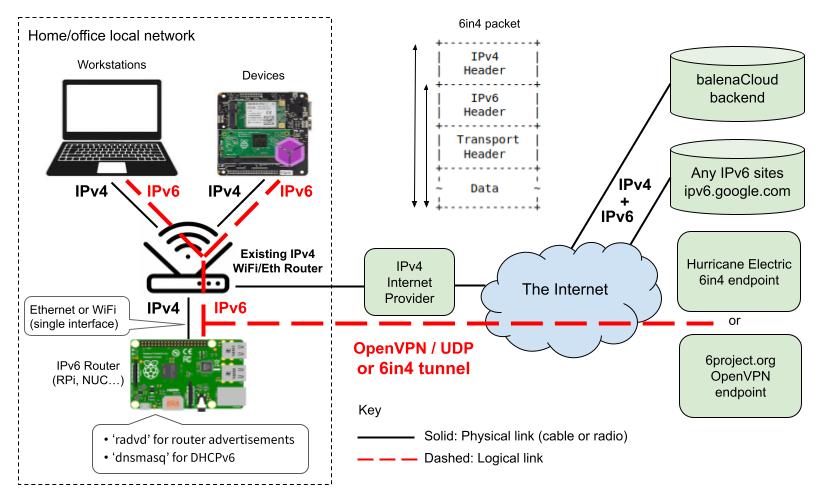 Home/office local network
Workstations
Devices
IPv4
IPv6
IPv4
IPv6
Existing IPv4
WiFi/Eth Router
IPv4
IPv6
Ethernet or WiFi
(single interface)
IPv6 Router
(RPi, NUC…)
• ‘radvd’ for router advertisements
• ‘dnsmasq’ for DHCPv6
6in4 packet
IPv4
Header
IPv6
Header
Transport
Header
~ Data ~
IPv4
Internet
Provider
The Internet
IPv4
+
IPv6
balenaCloud
backend
Any IPv6 sites
ipv6.google.com
Hurricane Electric
6in4 endpoint
or
6project.org
OpenVPN
endpoint
OpenVPN / UDP
or 6in4 tunnel
Key
Solid: Physical link (cable or radio)
Dashed: Logical link